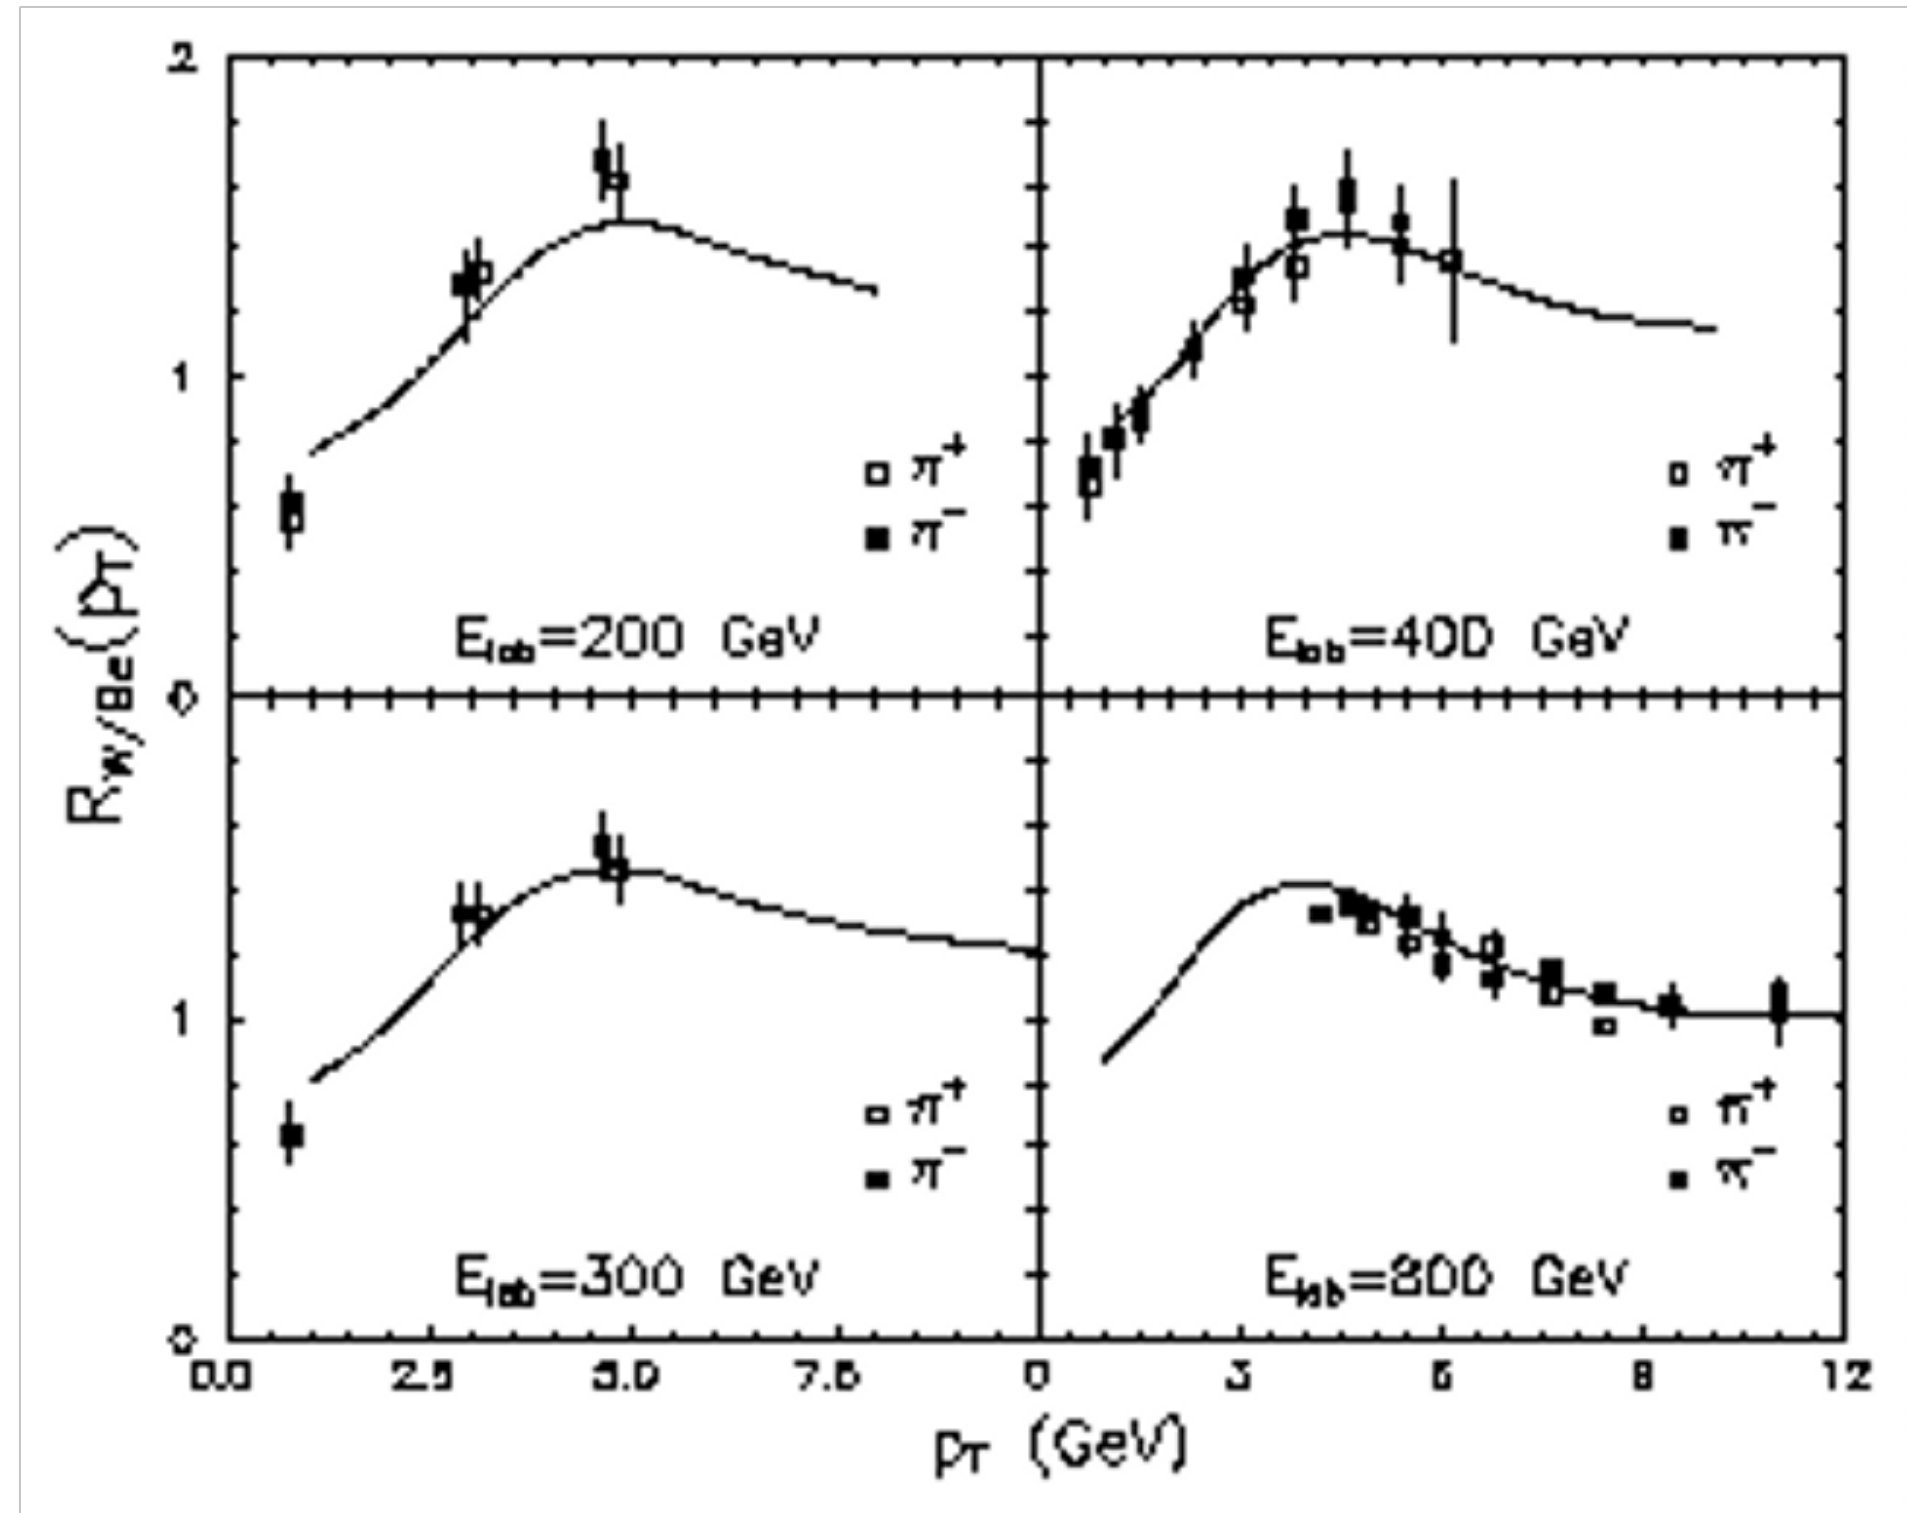 2
1
0
R_W/Be(p_T)
π+
π-
E_lab=200 GeV
π+
π-
E_lab=400 GeV
1
0
π+
π-
E_lab=300 GeV
π+
π-
E_lab=800 GeV
0.0 2.5 5.0 7.5 0 3 6 9 12
p_T (GeV)